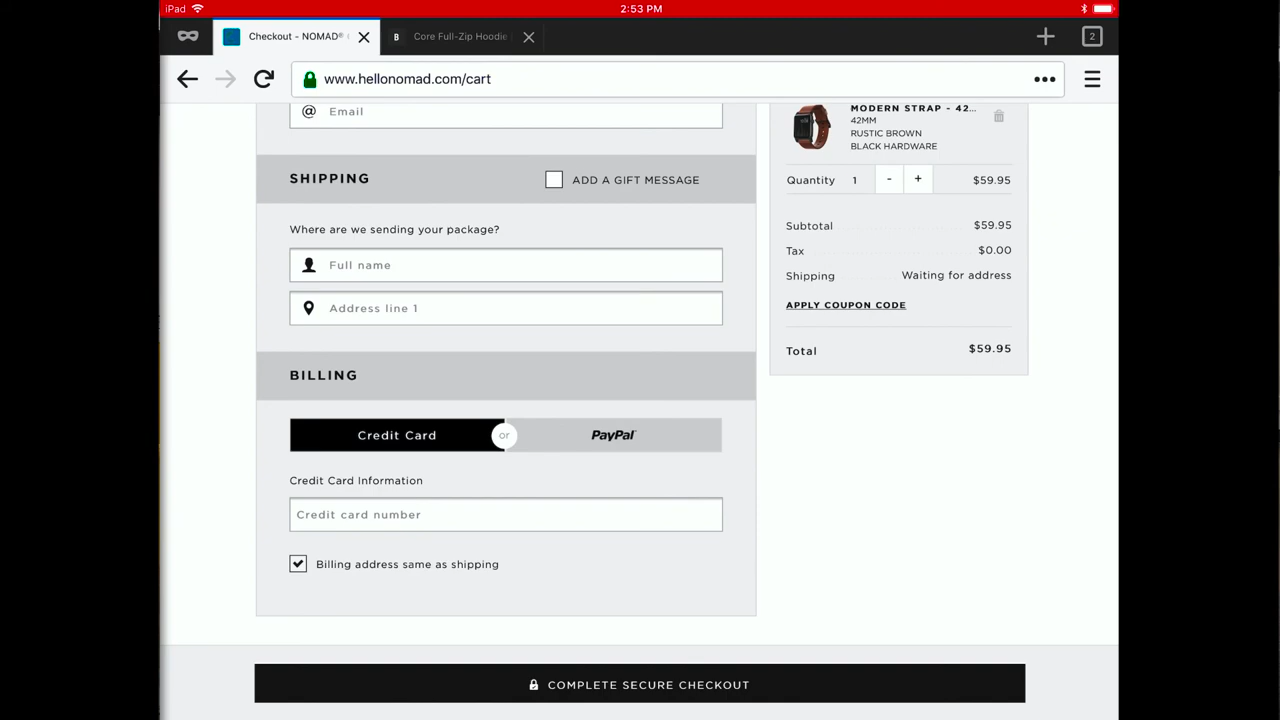 iPad
2:53 PM
Checkout - NOMAD®
B
Core Full-Zip Hoodie
2
www.hellonomad.com/cart
@ Email
SHIPPING
ADD A GIFT MESSAGE
Where are we sending your package?
Full name
Address line 1
BILLING
Credit Card
or
PayPal
Credit Card Information
Credit card number
Billing address same as shipping
MODERN STRAP - 42...
42MM
RUSTIC BROWN
BLACK HARDWARE
Quantity 1 - + $59.95
Subtotal $59.95
Tax $0.00
Shipping Waiting for address
APPLY COUPON CODE
Total $59.95
COMPLETE SECURE CHECKOUT